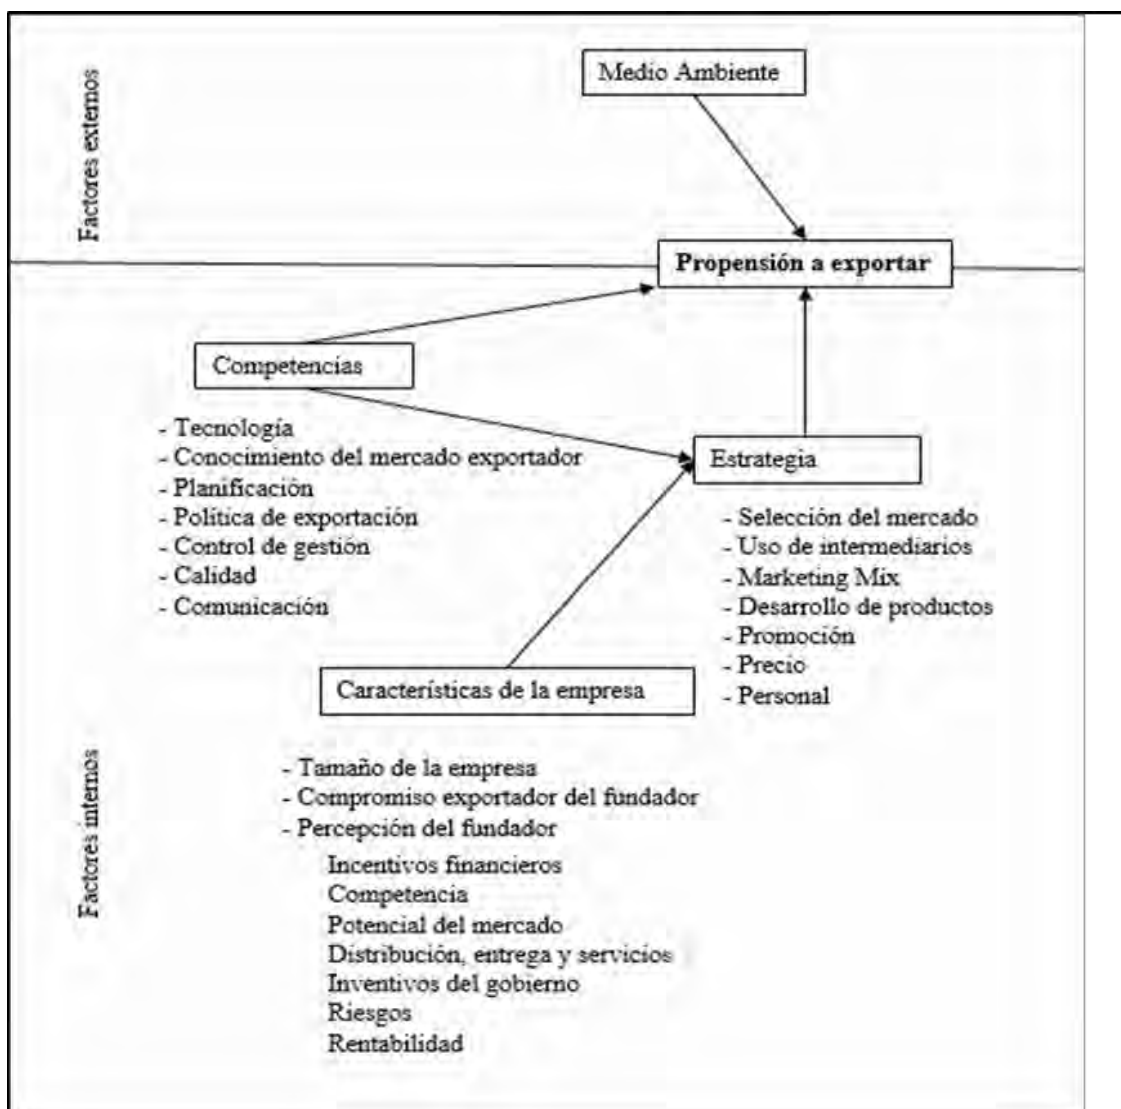 Factores externos
Medio Ambiente
Propensión a exportar
Competencias
- Tecnología
- Conocimiento del mercado exportador
- Planificación
- Política de exportación
- Control de gestión
- Calidad
- Comunicación
Estrategia
- Selección del mercado
- Uso de intermediarios
- Marketing Mix
- Desarrollo de productos
- Promoción
- Precio
- Personal
Factores internos
Características de la empresa
- Tamaño de la empresa
- Compromiso exportador del fundador
- Percepción del fundador
Incentivos financieros
Competencia
Potencial del mercado
Distribución, entrega y servicios
Inventivos del gobierno
Riesgos
Rentabilidad